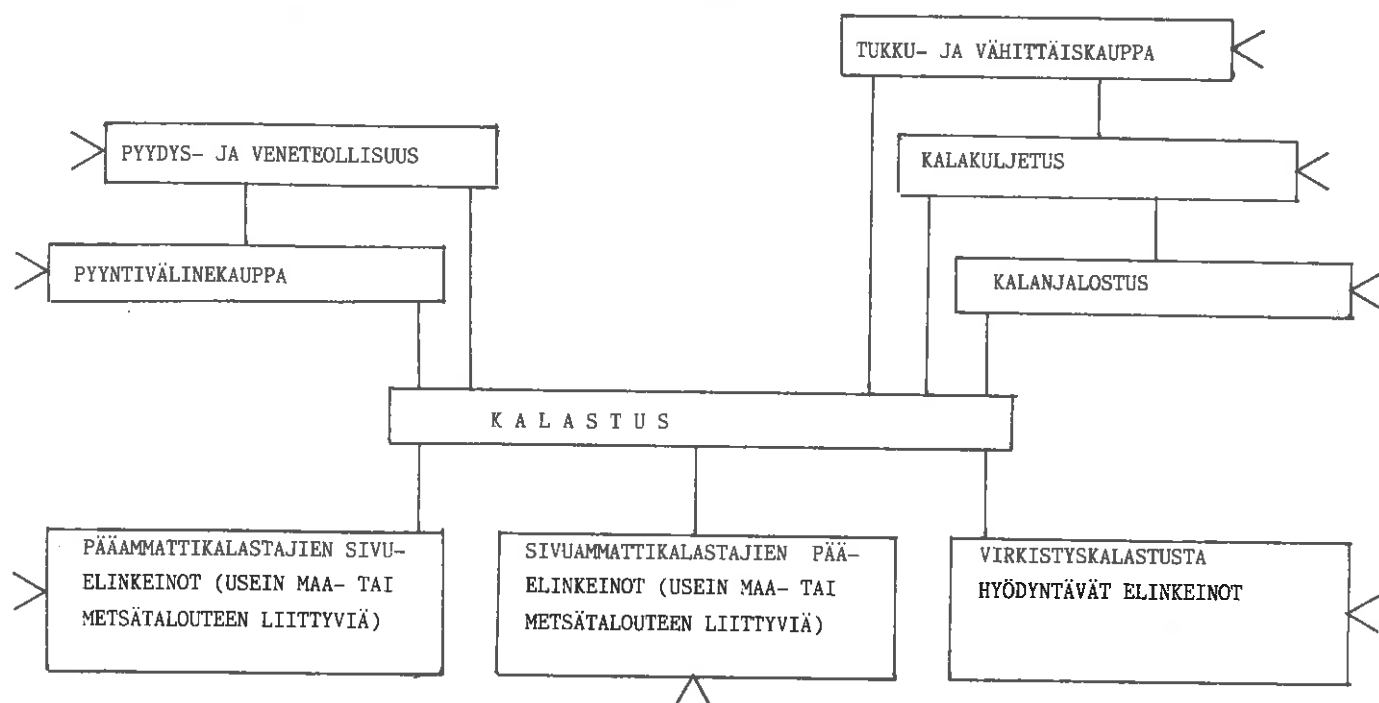 TUKKU- JA VÄHITTÄISKAUPPA
PYYDYS- JA VENETEOLLISUUS
KALAKULJETUS
PYYNTIVÄLINEKAUPPA
KALANJALOSTUS
K A L A S T U S
PÄÄAMMATTIKALASTAJIEN SIVU-
ELINKEINOT (USEIN MAA- TAI
METSÄTALOUTEEN LIITTYVIÄ)
SIVUAMMATTIKALASTAJIEN PÄÄ-
ELINKEINOT (USEIN MAA- TAI
METSÄTALOUTEEN LIITTYVIÄ)
VIRKISTYSKALASTUSTA
HYÖDYNTÄVÄT ELINKEINOT